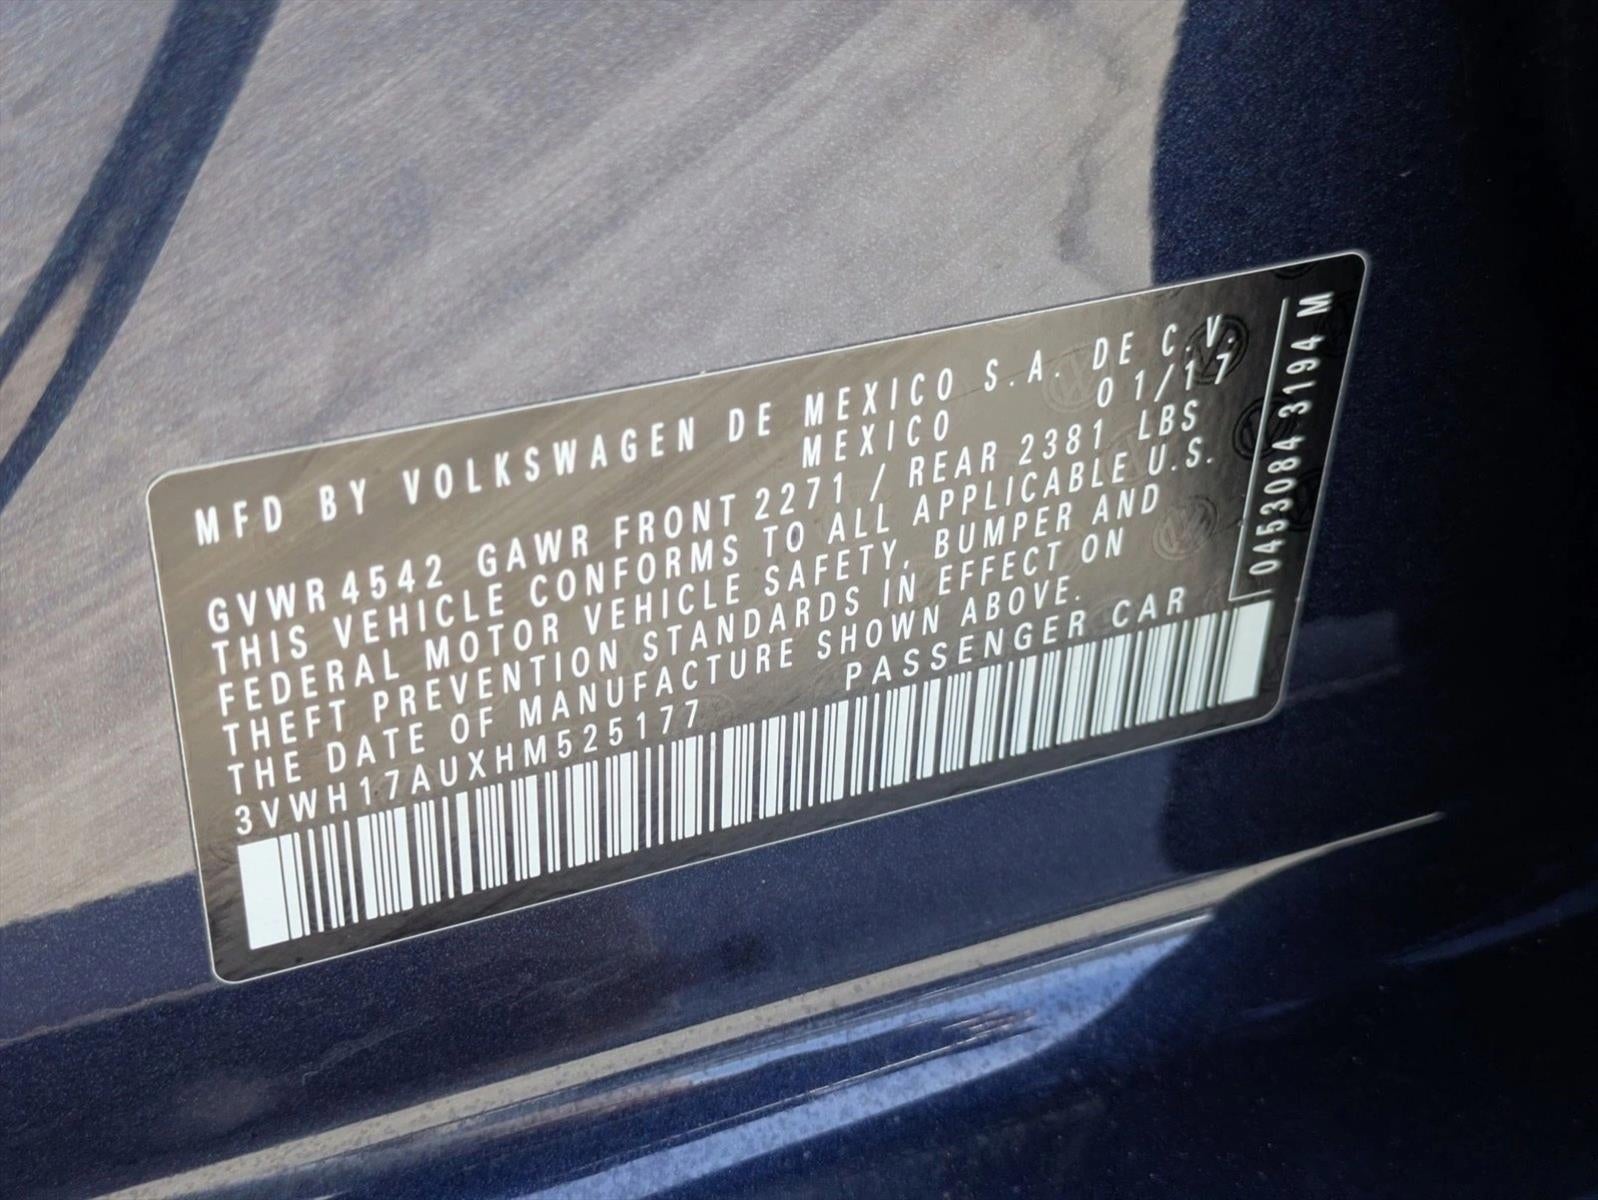 MFD BY VOLKSWAGEN DE MEXICO S.A. DE C.V.
MEXICO 01/17
GVWR 4542 GAWR FRONT 2271 / REAR 2381 LBS
THIS VEHICLE CONFORMS TO ALL APPLICABLE U.S.
FEDERAL MOTOR VEHICLE SAFETY, BUMPER AND
THEFT PREVENTION STANDARDS IN EFFECT ON
THE DATE OF MANUFACTURE SHOWN ABOVE.
3VWH17AUXHM525177 PASSENGER CAR
0453084 3194 M